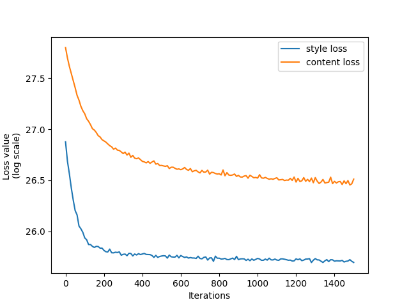 style loss
content loss
27.5
27.0
26.5
26.0
Loss value
(log scale)
0
200
400
600
800
1000
1200
1400
Iterations